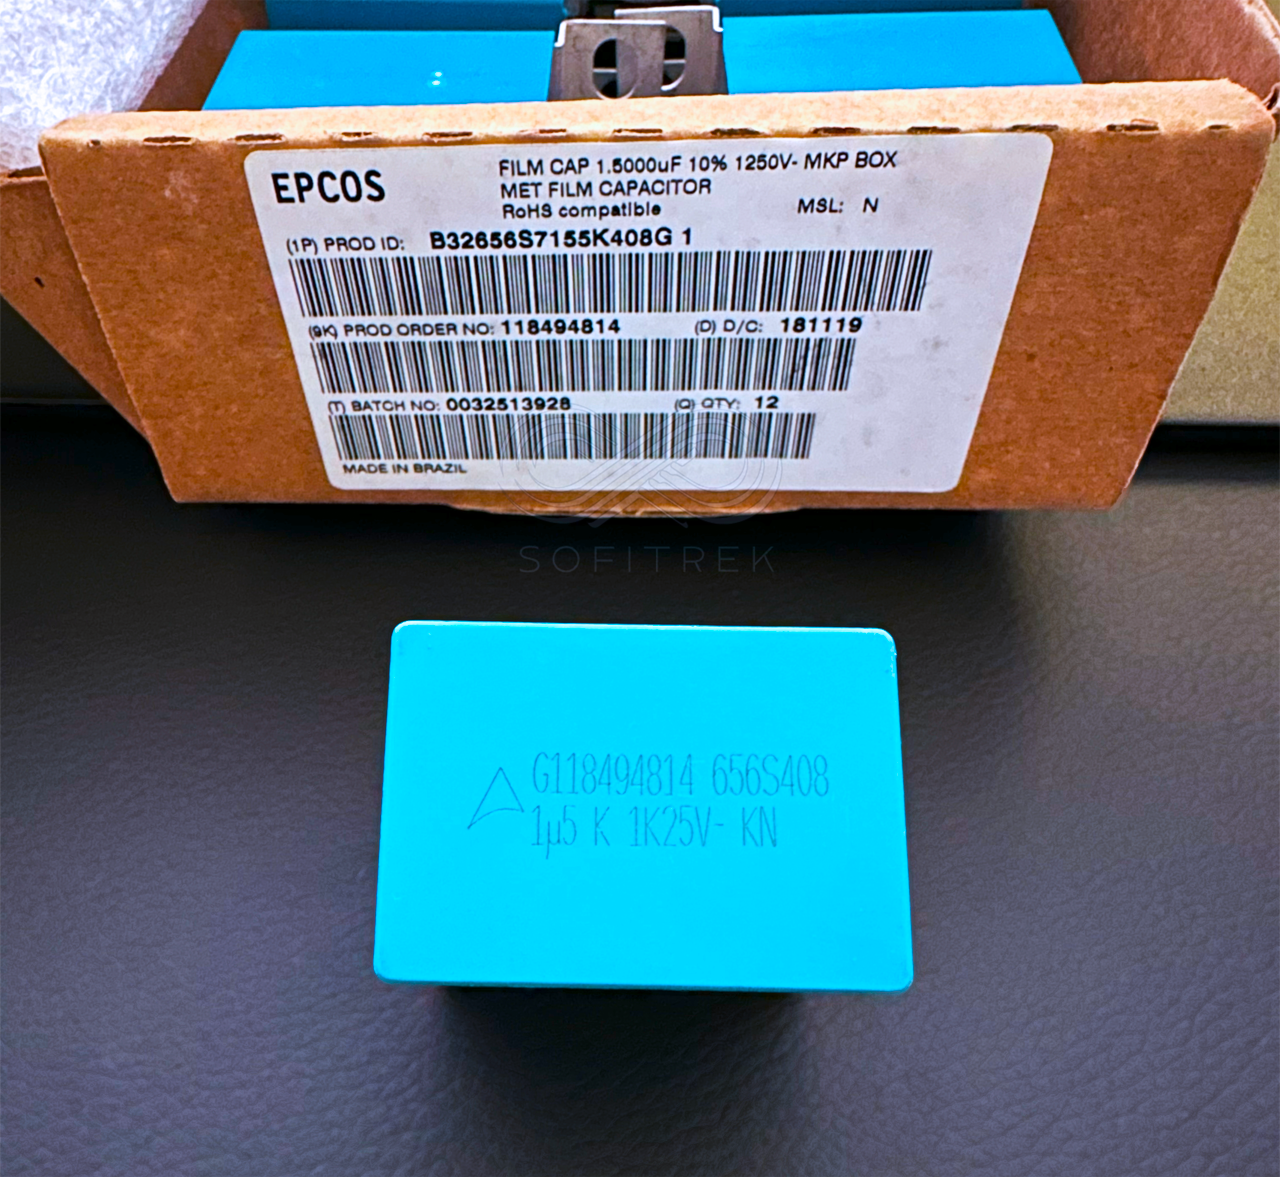 EPCOS
FILM CAP 1.5000uF 10% 1250V- MKP BOX
MET FILM CAPACITOR
RoHS compatible
MSL: N
(1P) PROD ID: B32656S7155K408G 1
(9K) PROD ORDER NO: 118494814 (D) D/C: 181119
(T) BATCH NO: 0032513928 (Q) QTY: 12
MADE IN BRAZIL
SOFITREK
G118494814 656S408
1µ5 K 1K25V- KN